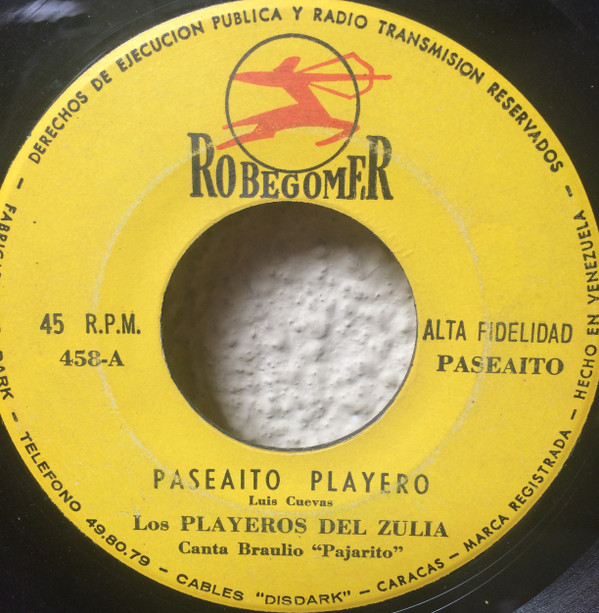 DERECHOS DE EJECUCION PUBLICA Y RADIO TRANSMISION RESERVADOS
ROBEGOMER
45 R.P.M.
458-A
ALTA FIDELIDAD
PASEAITO
PASEAITO PLAYERO
Luis Cuevas
Los PLAYEROS DEL ZULIA
Canta Braulio "Pajarito"
TELEFONO 49.80.79 - CABLES "DISDARK" - CARACAS - MARCA REGISTRADA - HECHO EN VENEZUELA -